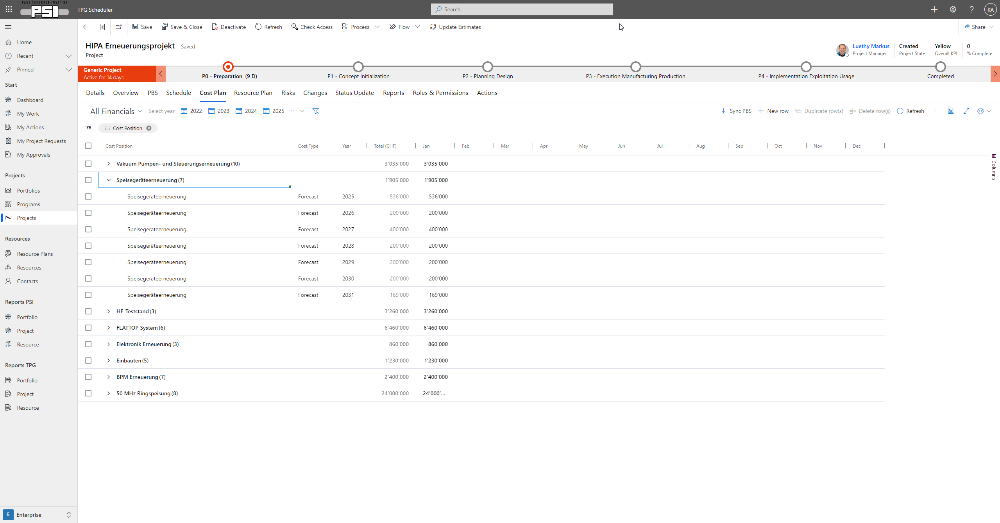 PAUL SCHERRER INSTITUT
PSI
TPG Scheduler
Search
KA
Save
Save & Close
Deactivate
Refresh
Check Access
Process
Flow
Update Estimates
Share
Home
Recent
Pinned
Start
Dashboard
My Work
My Actions
My Project Requests
My Approvals
Projects
Portfolios
Programs
Projects
Resources
Resource Plans
Resources
Contacts
Reports PSI
Portfolio
Project
Resource
Reports TPG
Portfolio
Project
Resource
E Enterprise
HIPA Erneuerungsprojekt - Saved
Project
Luethy Markus
Project Manager
Created
Project State
Yellow
Overall KPI
0
% Complete
Generic Project
Active for 14 days
P0 - Preparation (9 D)
P1 - Concept Initialization
P2 - Planning Design
P3 - Execution Manufacturing Production
P4 - Implementation Exploitation Usage
Completed
Details Overview PBS Schedule Cost Plan Resource Plan Risks Changes Status Update Reports Roles & Permissions Actions
All Financials Select year 2022 2023 2024 2025 ···
Sync PBS New row Duplicate row(s) Delete row(s) Refresh
Cost Position
Cost Position Cost Type Year Total (CHF) Jan Feb Mar Apr May Jun Jul Aug Sep Oct Nov Dec
Vakuum Pumpen- und Steuerungserneuerung (10) 3’035’000 3’035’000
Speisegeräteerneuerung (7) 1’905’000 1’905’000
Speisegeräteerneuerung Forecast 2025 536’000 536’000
Speisegeräteerneuerung Forecast 2026 200’000 200’000
Speisegeräteerneuerung Forecast 2027 400’000 400’000
Speisegeräteerneuerung Forecast 2028 200’000 200’000
Speisegeräteerneuerung Forecast 2029 200’000 200’000
Speisegeräteerneuerung Forecast 2030 200’000 200’000
Speisegeräteerneuerung Forecast 2031 169’000 169’000
HF-Teststand (3) 3’260’000 3’260’000
FLATTOP System (6) 6’460’000 6’460’000
Elektronik Erneuerung (3) 860’000 860’000
Einbauten (5) 1’230’000 1’230’000
BPM Erneuerung (7) 2’400’000 2’400’000
50 MHz Ringspeisung (8) 24’000’000 24’000’...
Columns